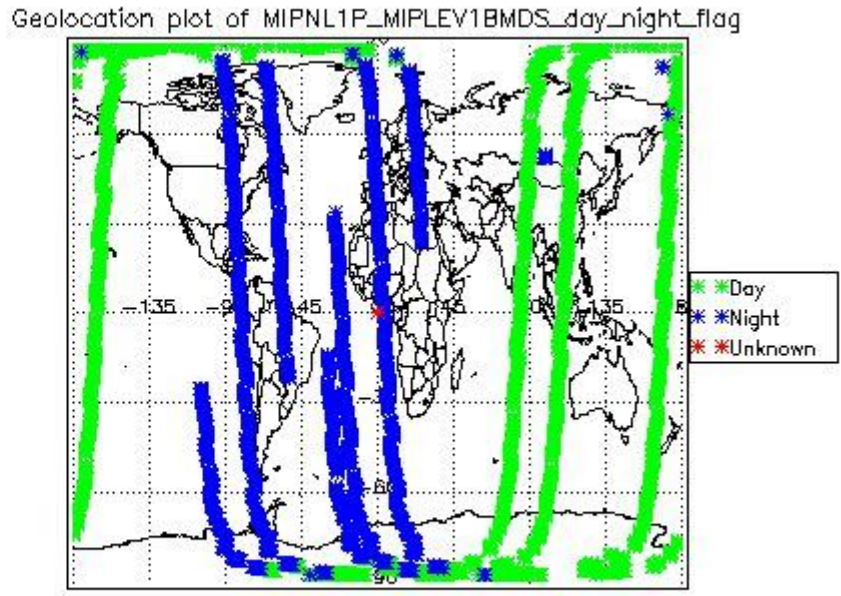 Geolocation plot of MIPNL1P_MIPLEV1BMDS_day_night_flag
-135
45
135
Day
Night
Unknown
-60
90